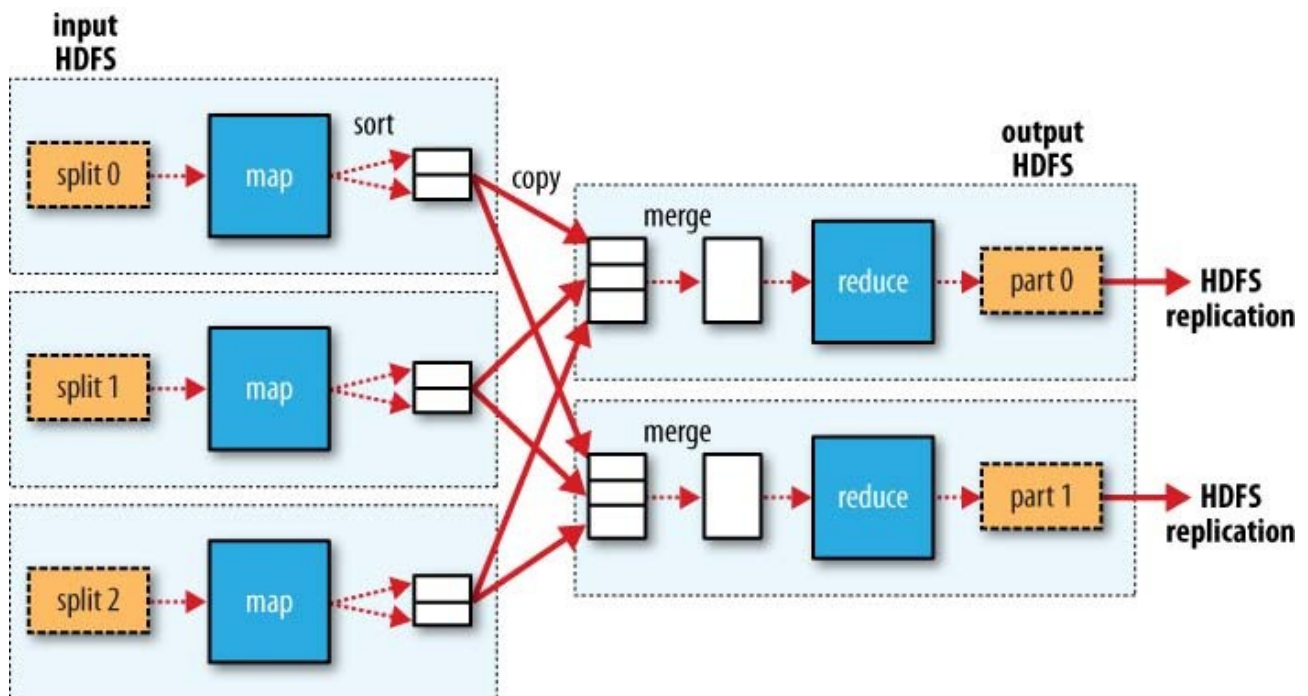 input
HDFS
split 0
map
sort
copy
split 1
map
split 2
map
output
HDFS
merge
reduce
part 0
HDFS
replication
merge
reduce
part 1
HDFS
replication